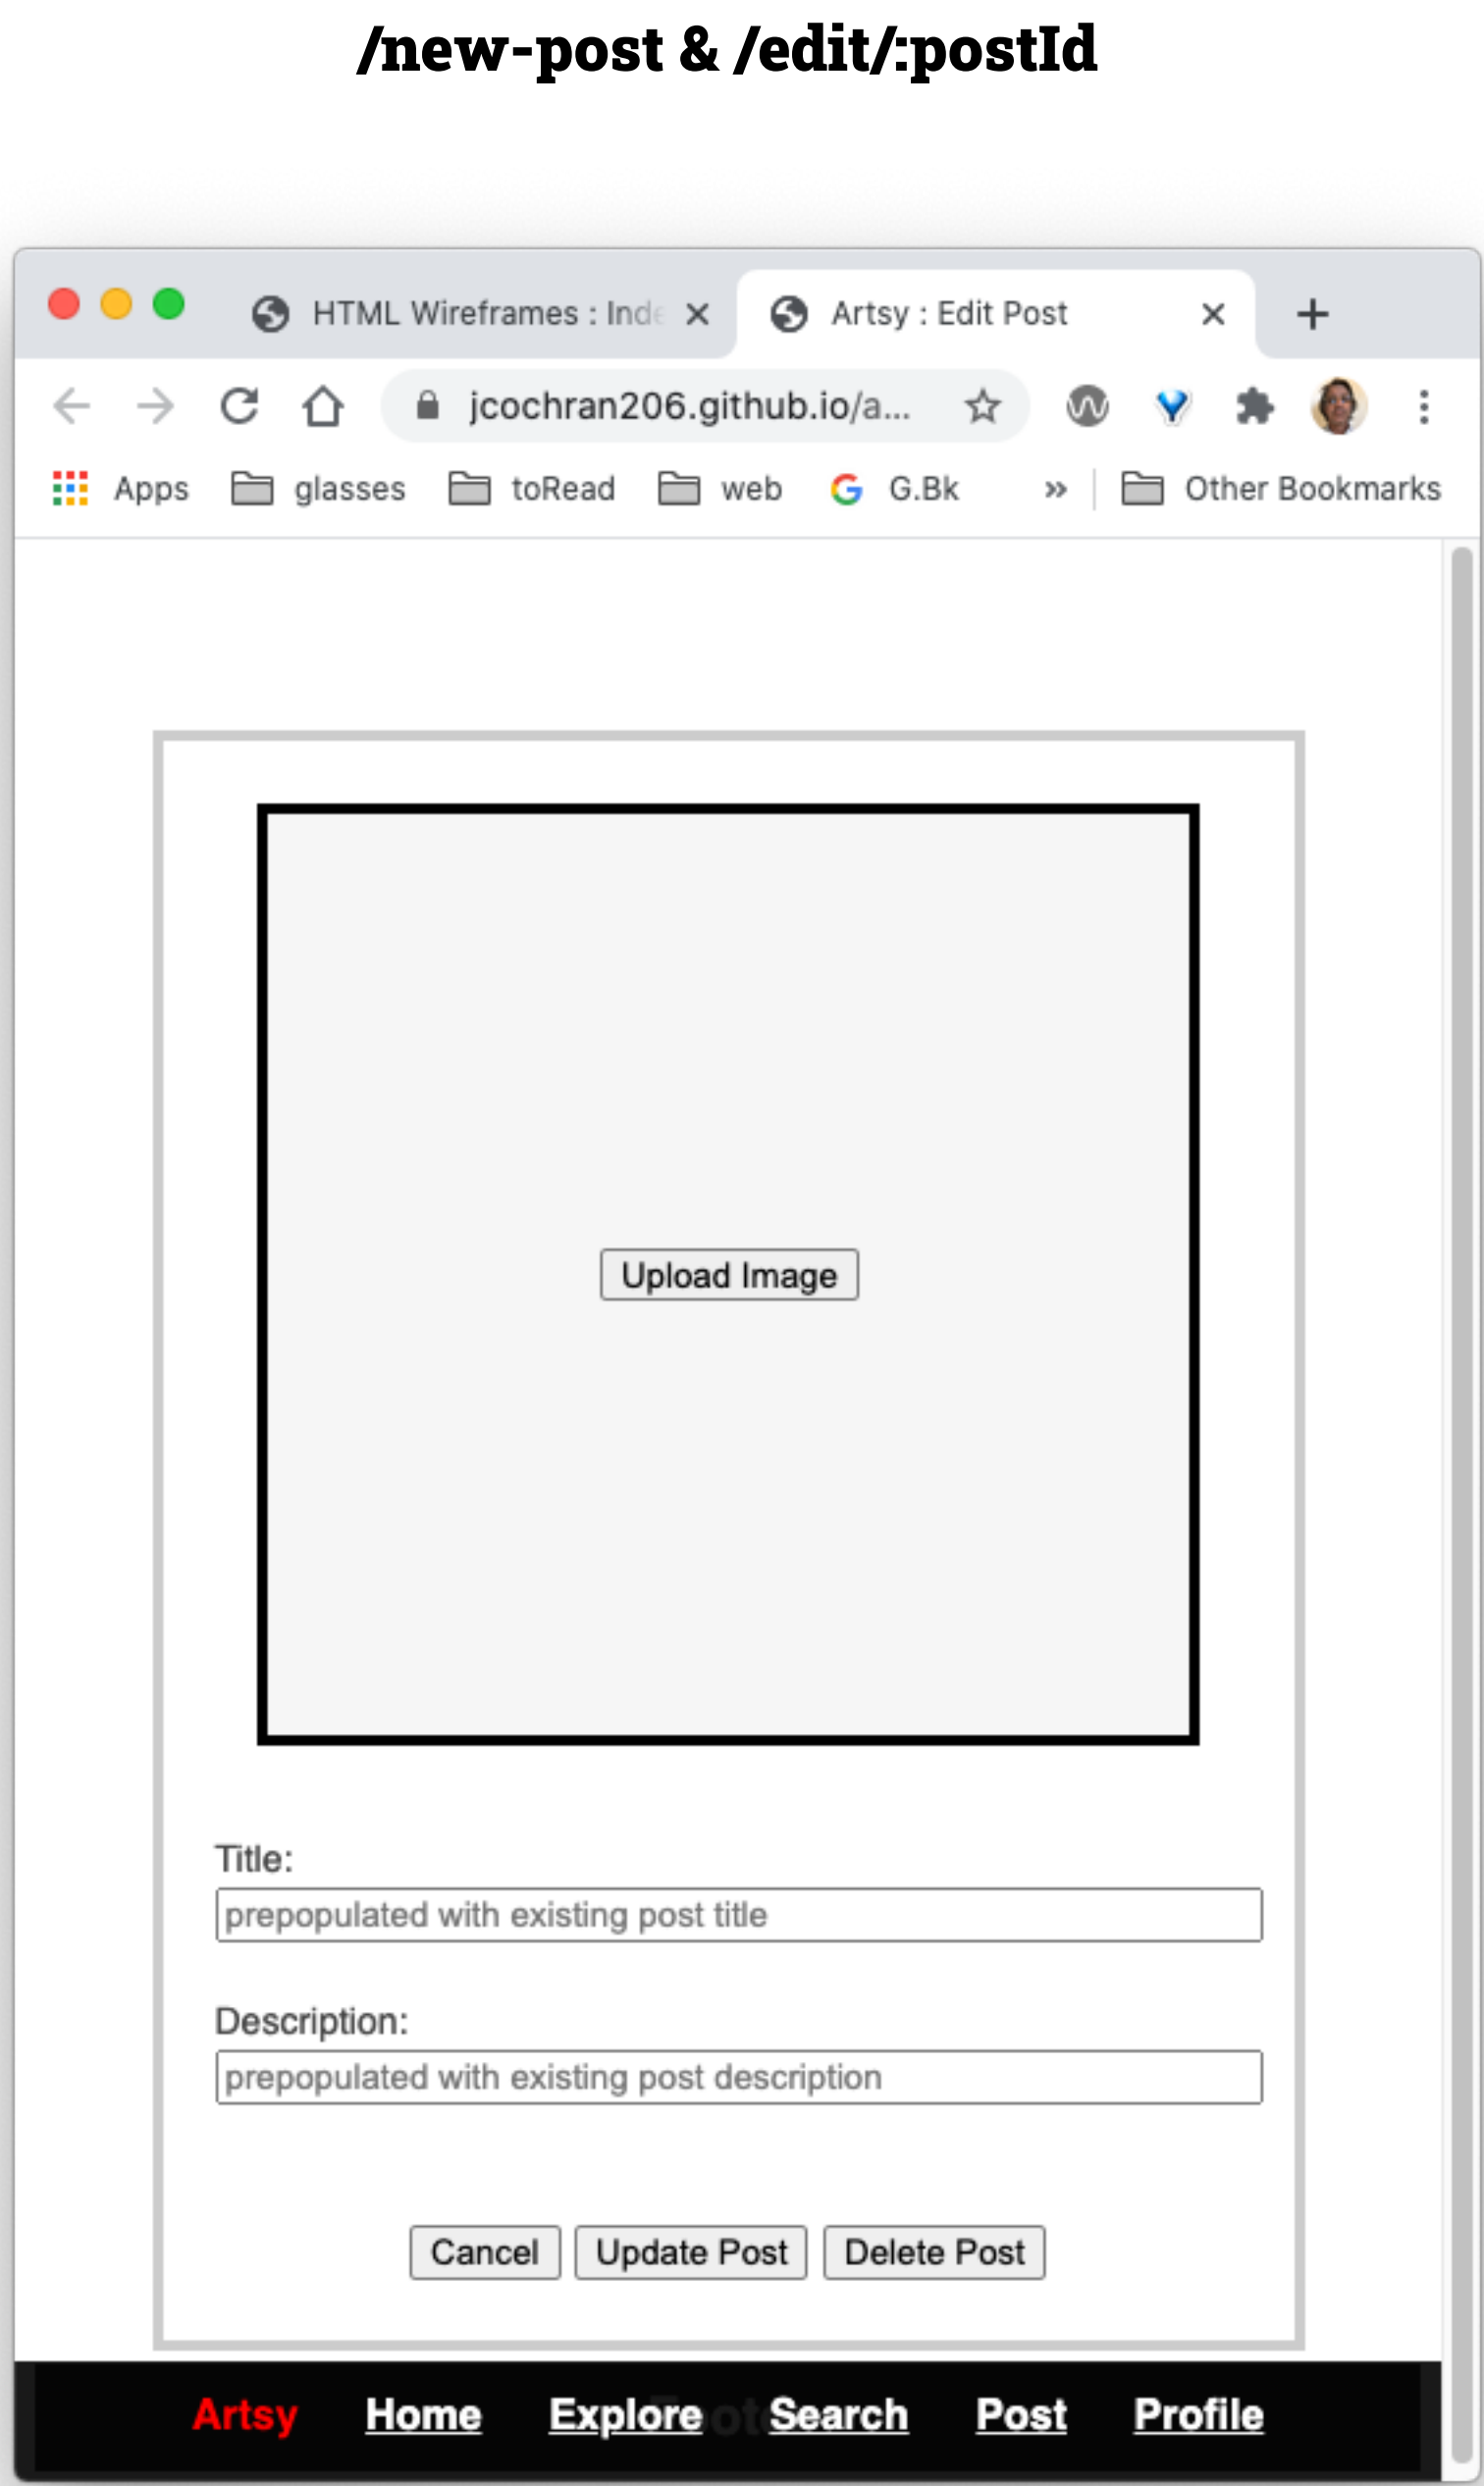 /new-post & /edit/:postId
HTML Wireframes : Inde
Artsy : Edit Post
jcochran206.github.io/a...
Apps glasses toRead web G.Bk » Other Bookmarks
Upload Image
Title:
prepopulated with existing post title
Description:
prepopulated with existing post description
Cancel Update Post Delete Post
Artsy Home Explore Search Post Profile